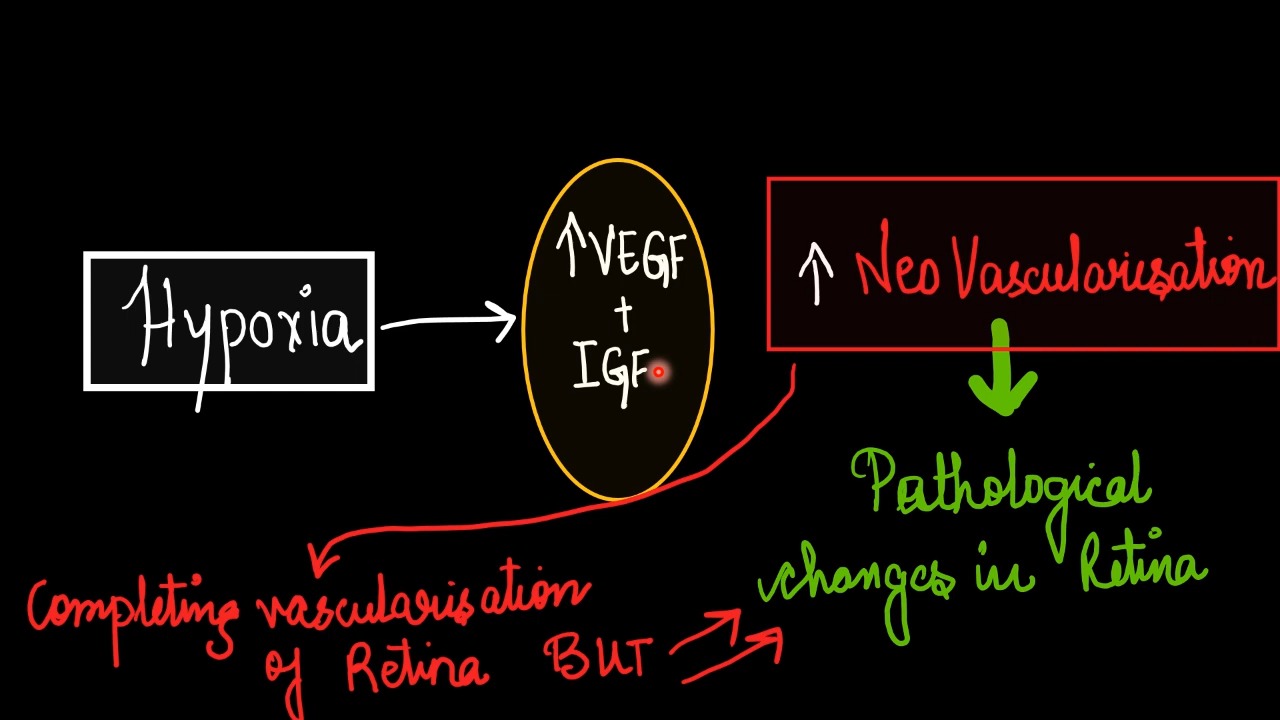 Hypoxia
↑VEGF
+
IGF
↑ Neo Vascularisation
Pathological
changes in Retina
Completing vascularisation
of Retina BUT